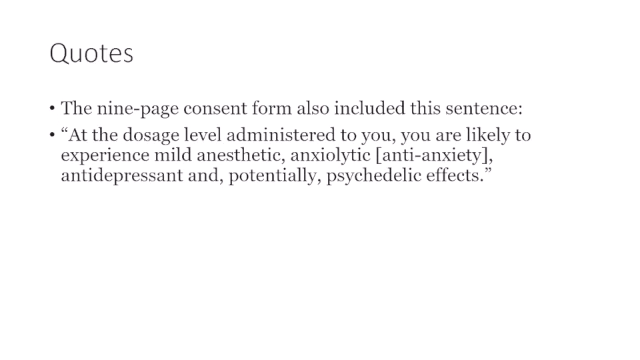 Quotes
• The nine-page consent form also included this sentence:
• “At the dosage level administered to you, you are likely to
experience mild anesthetic, anxiolytic [anti-anxiety],
antidepressant and, potentially, psychedelic effects.”